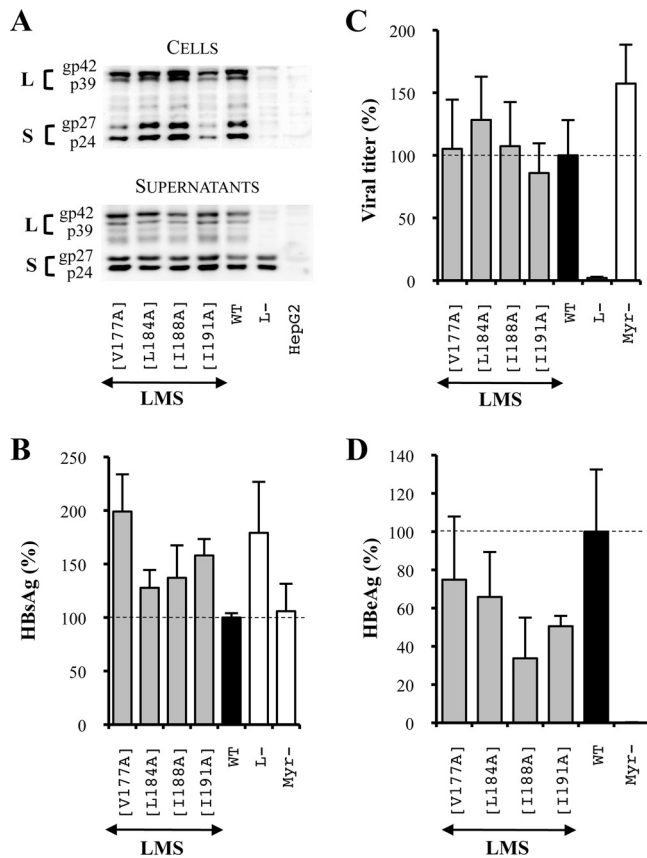 A
CELLS
L
gp42
p39
S
gp27
p24
SUPERNATANTS
L
gp42
p39
S
gp27
p24
[V177A]
[L184A]
[I188A]
[I191A]
WT
L-
HepG2
LMS
B
HBsAg (%)
250
200
150
100
50
0
[V177A]
[L184A]
[I188A]
[I191A]
WT
L-
Myr-
LMS
C
Viral titer (%)
200
150
100
50
0
[V177A]
[L184A]
[I188A]
[I191A]
WT
L-
Myr-
LMS
D
HBeAg (%)
140
120
100
80
60
40
20
0
[V177A]
[L184A]
[I188A]
[I191A]
WT
Myr-
LMS